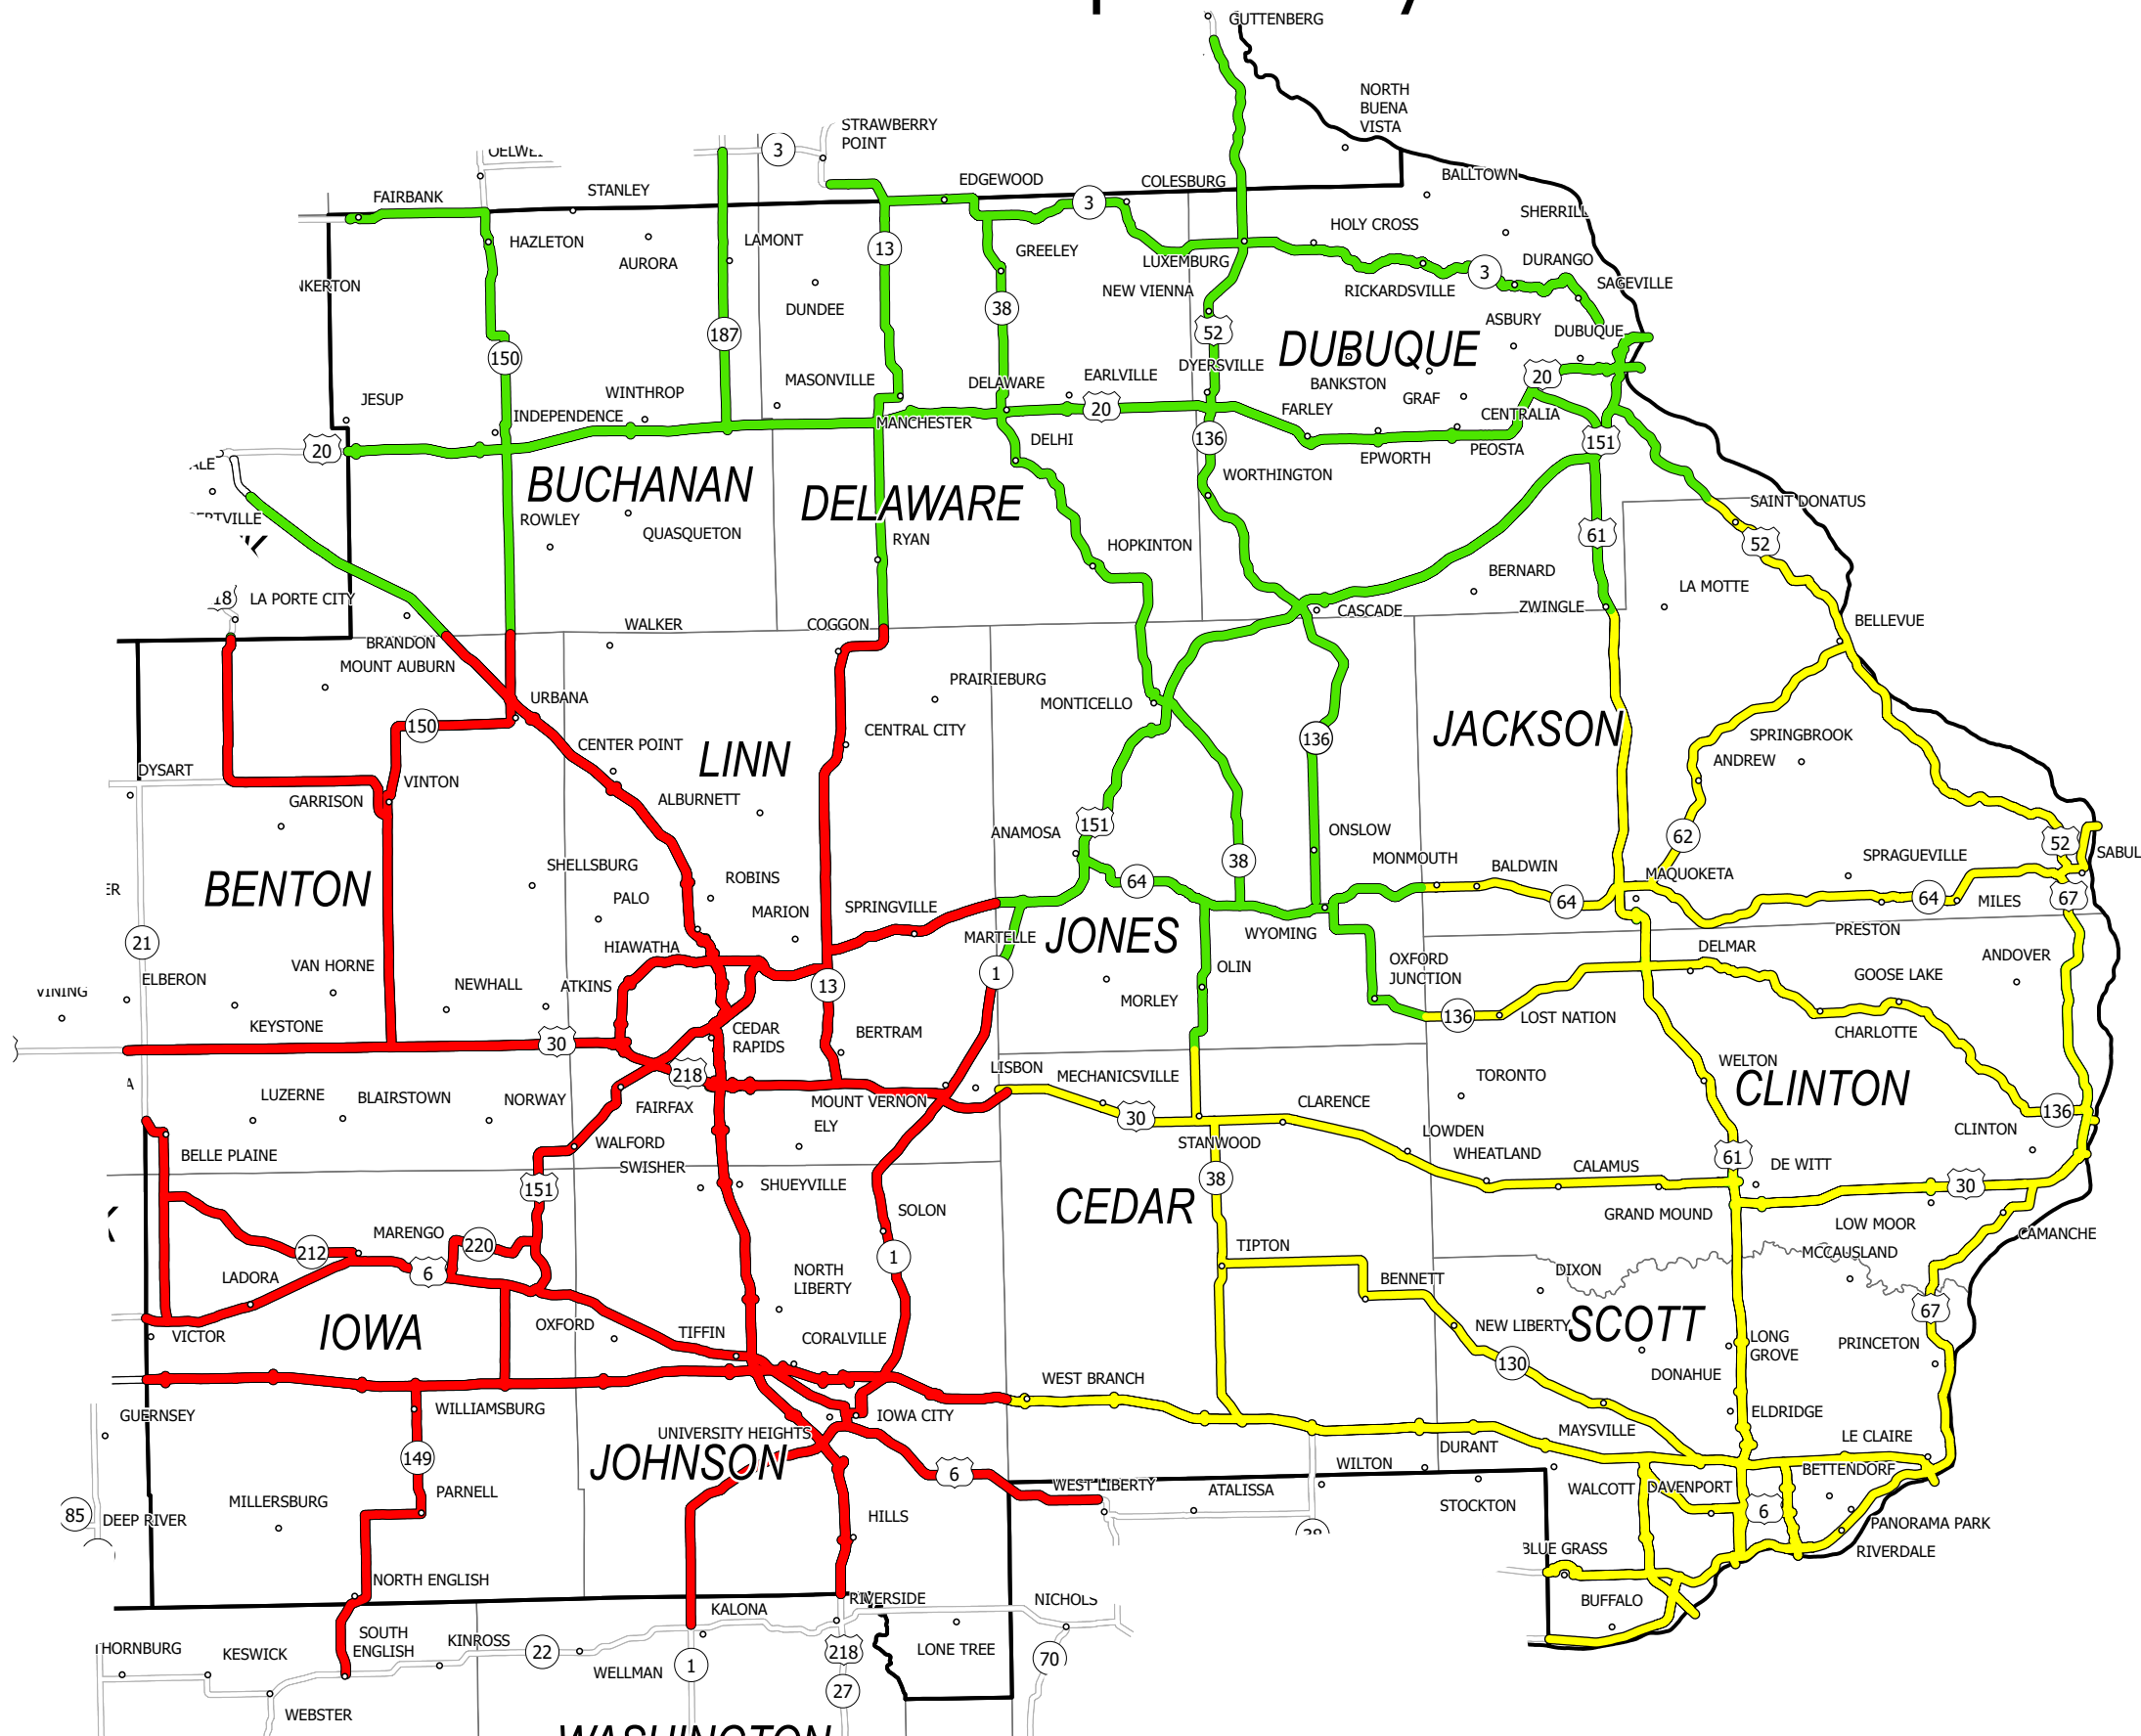 GUTTENBERG
NORTH
BUENA
VISTA
STRAWBERRY
POINT
3
STANLEY
EDGEWOOD
COLESBURG
BALLTOWN
FAIRBANK
3
SHERRILL
HAZLETON
LAMONT
13
GREELEY
HOLY CROSS
AURORA
LUXEMBURG
3
DURANGO
SAGEVILLE
DUNDEE
38
NEW VIENNA
RICKARDSVILLE
187
52
DUBUQUE
ASBURY
DUBUQUE
150
MASONVILLE
DELAWARE
EARLVILLE
DYERSVILLE
BANKSTON
20
JESUP
WINTHROP
20
GRAF
INDEPENDENCE
MANCHESTER
FARLEY
CENTRALIA
20
DELHI
136
EPWORTH
PEOSTA
151
BUCHANAN
DELAWARE
WORTHINGTON
SAINT DONATUS
ROWLEY
QUASQUETON
RYAN
HOPKINTON
61
52
LA PORTE CITY
BERNARD
LA MOTTE
BRANDON
WALKER
COGGON
CASCADE
ZWINGLE
BELLEVUE
MOUNT AUBURN
PRAIRIEBURG
URBANA
MONTICELLO
150
CENTER POINT
LINN
CENTRAL CITY
136
JACKSON
SPRINGBROOK
DYSART
VINTON
ANDREW
GARRISON
ALBURNETT
ANAMOSA
151
ONSLOW
62
52
SHELLSBURG
38
MONMOUTH
BALDWIN
SPRAGUEVILLE
BENTON
PALO
ROBINS
64
MAQUOKETA
64
64
67
MARION
SPRINGVILLE
MILES
21
HIAWATHA
MARTELLE
JONES
WYOMING
PRESTON
VAN HORNE
1
OLIN
OXFORD
JUNCTION
DELMAR
ANDOVER
ELBERON
NEWHALL
ATKINS
13
MORLEY
GOOSE LAKE
KEYSTONE
CEDAR
RAPIDS
BERTRAM
136
LOST NATION
CHARLOTTE
30
218
LISBON
MECHANICSVILLE
TORONTO
WELTON
CLINTON
LUZERNE
BLAIRSTOWN
NORWAY
FAIRFAX
MOUNT VERNON
30
CLARENCE
136
ELY
BELLE PLAINE
WALFORD
STANWOOD
LOWDEN
WHEATLAND
CLINTON
SWISHER
SHUEYVILLE
38
CALAMUS
61
DE WITT
151
CEDAR
30
SOLON
GRAND MOUND
LOW MOOR
CAMANCHE
MARENGO
220
212
6
1
TIPTON
MCCAUSLAND
LADORA
NORTH
LIBERTY
BENNETT
DIXON
VICTOR
IOWA
OXFORD
TIFFIN
CORALVILLE
NEW LIBERTY
SCOTT
67
LONG
GROVE
PRINCETON
130
DONAHUE
WEST BRANCH
GUERNSEY
WILLIAMSBURG
IOWA CITY
ELDRIDGE
UNIVERSITY HEIGHTS
MAYSVILLE
LE CLAIRE
149
JOHNSON
6
DURANT
WILTON
BETTENDORF
WEST LIBERTY
ATALISSA
WALCOTT
DAVENPORT
PARNELL
MILLERSBURG
STOCKTON
6
85
DEEP RIVER
HILLS
PANORAMA PARK
BLUE GRASS
RIVERDALE
NORTH ENGLISH
RIVERSIDE
BUFFALO
KALONA
NICHOLS
SOUTH
ENGLISH
KINROSS
22
218
LONE TREE
KESWICK
WELLMAN
1
70
27
WEBSTER